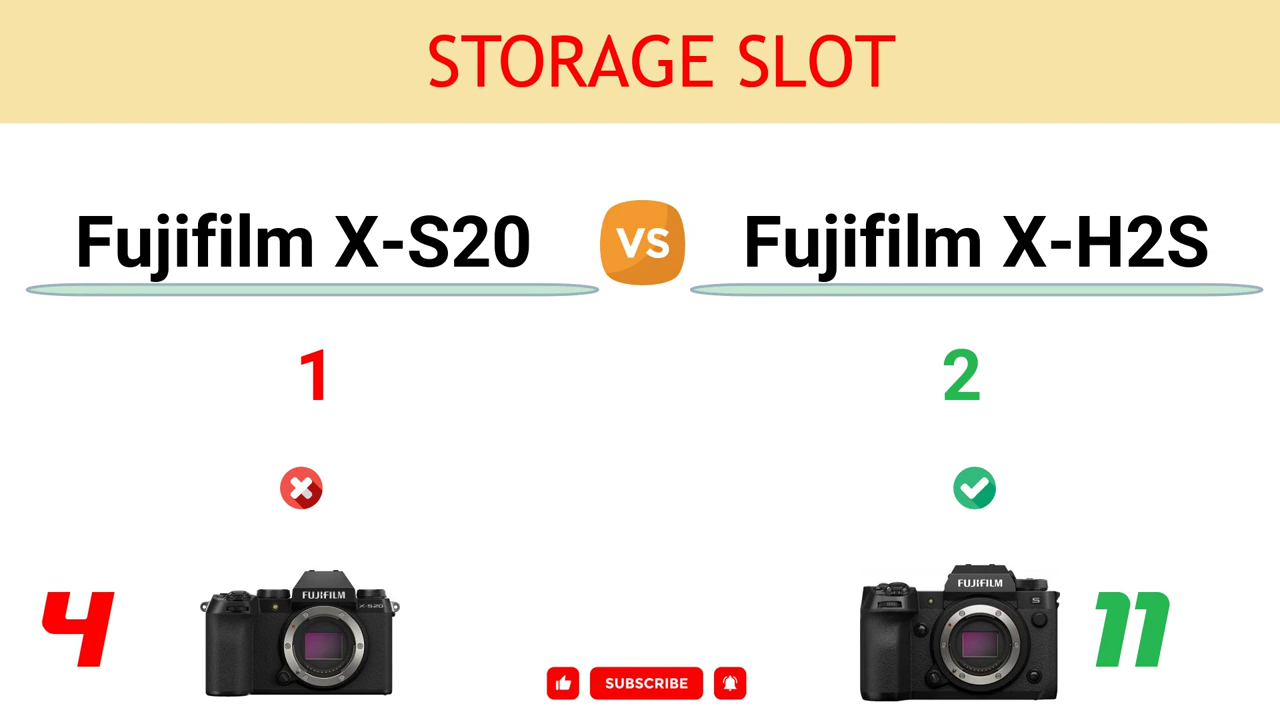 STORAGE SLOT
Fujifilm X-S20
VS
Fujifilm X-H2S
1
2
4
FUJIFILM
X-S20
FUJIFILM
S
11
SUBSCRIBE